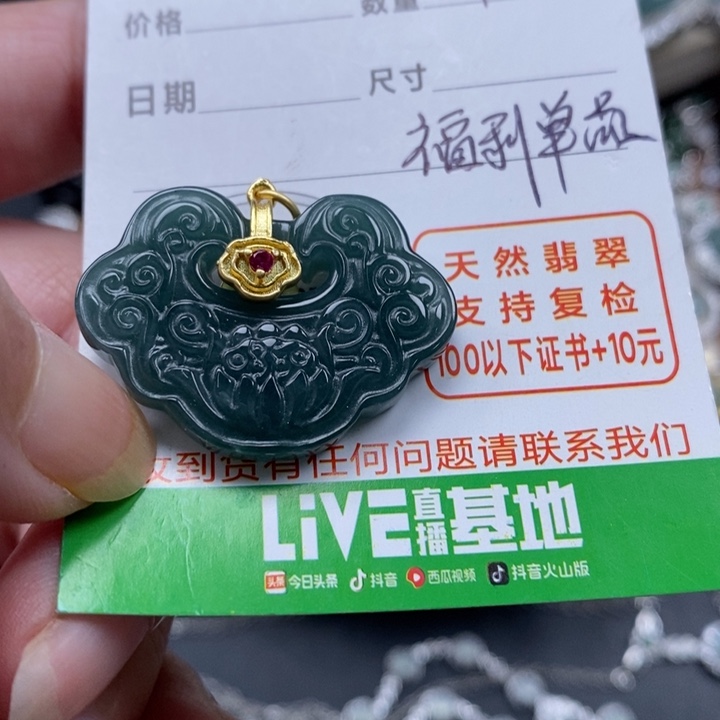 价格 数量
日期 尺寸
福利单品
天然翡翠
支持复检
100以下证书+10元
收到货有任何问题请联系我们
LiVE直播基地
头条 今日头条 抖音 西瓜视频 抖音火山版